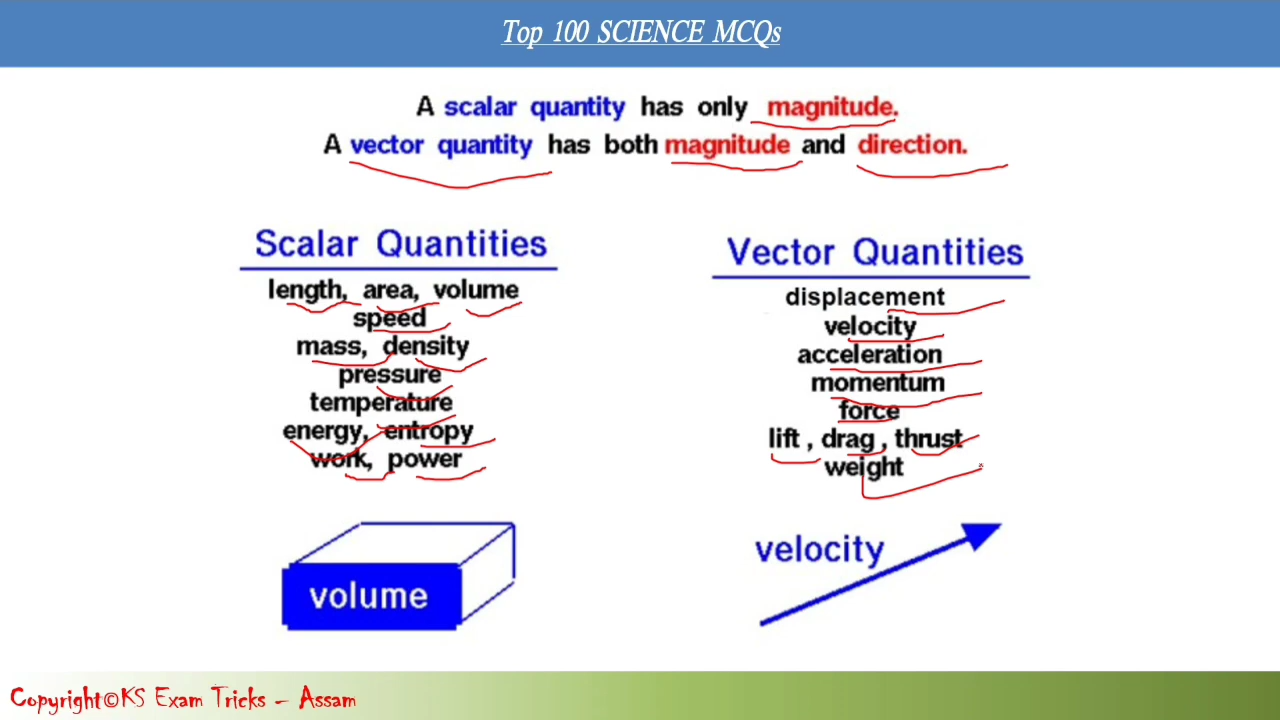 Top 100 SCIENCE MCQs
A scalar quantity has only magnitude.
A vector quantity has both magnitude and direction.
Scalar Quantities
length, area, volume
speed
mass, density
pressure
temperature
energy, entropy
work, power
volume
Vector Quantities
displacement
velocity
acceleration
momentum
force
lift , drag , thrust
weight
velocity
Copyright©KS Exam Tricks – Assam